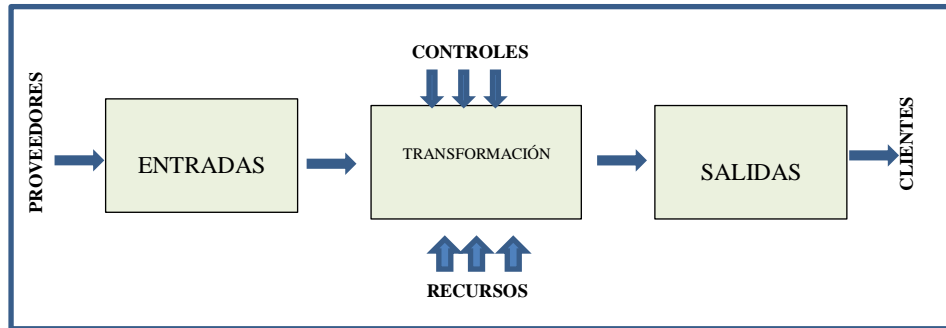 PROVEEDORES
ENTRADAS
CONTROLES
TRANSFORMACIÓN
RECURSOS
SALIDAS
CLIENTES